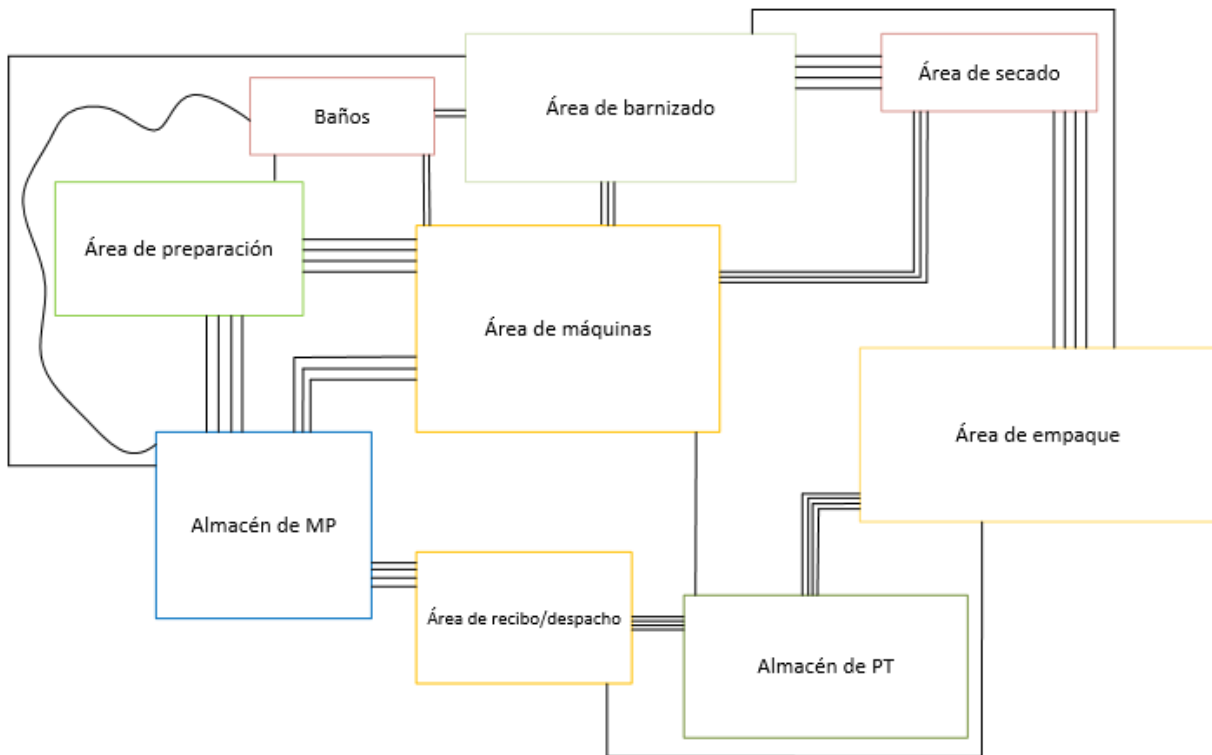 Área de secado
Área de barnizado
Baños
Área de preparación
Área de máquinas
Área de empaque
Almacén de MP
Área de recibo/despacho
Almacén de PT